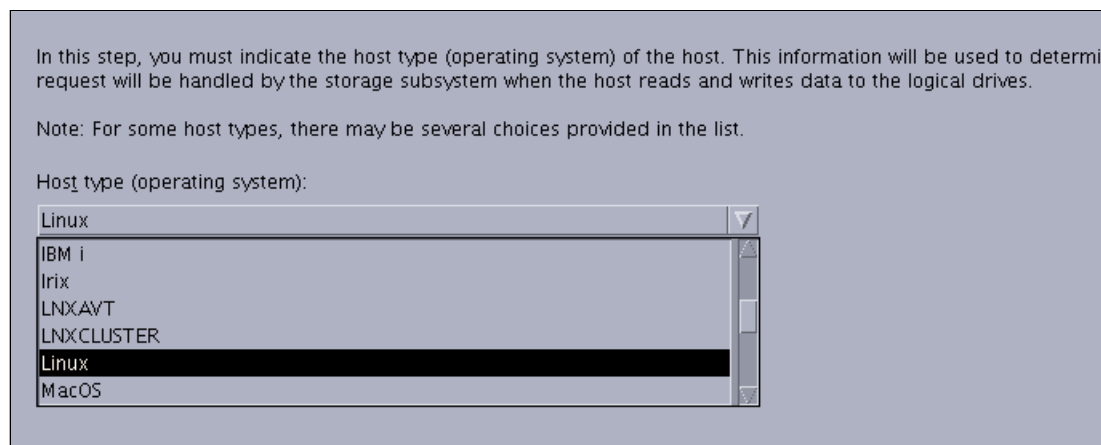 In this step, you must indicate the host type (operating system) of the host. This information will be used to determi
request will be handled by the storage subsystem when the host reads and writes data to the logical drives.
Note: For some host types, there may be several choices provided in the list.
Host type (operating system):
Linux
IBM i
Irix
LNXAVT
LNXCLUSTER
Linux
MacOS